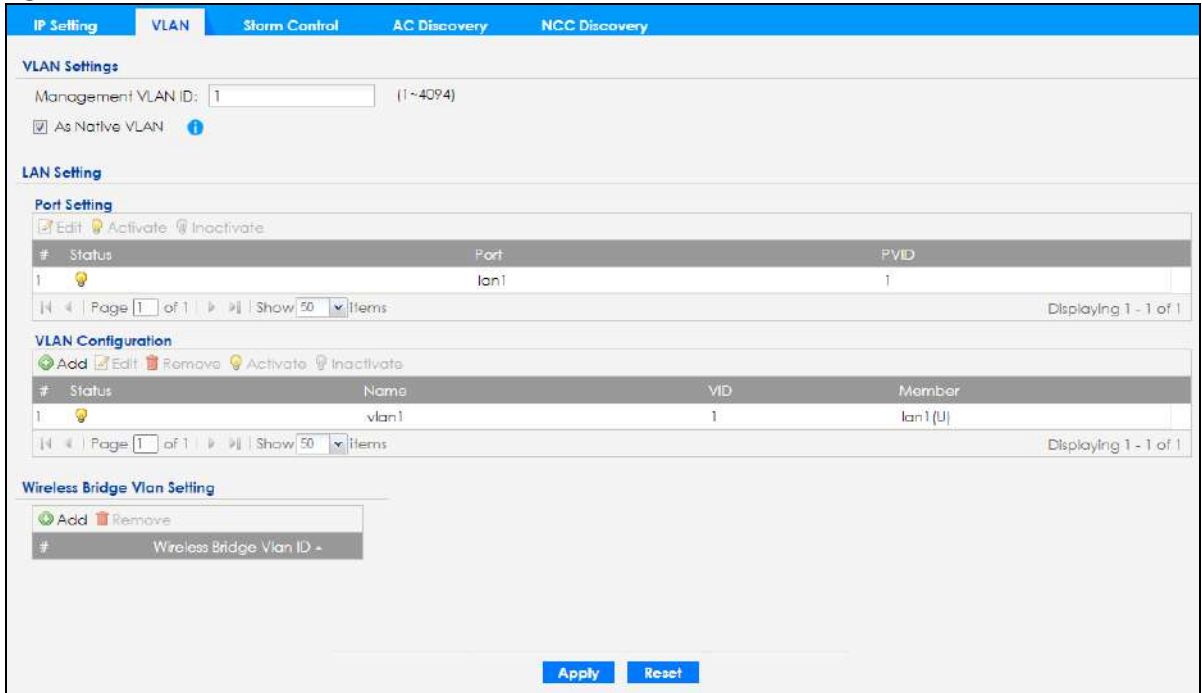 IP Setting VLAN Storm Control AC Discovery NCC Discovery
VLAN Settings
Management VLAN ID: 1 (1~4094)
As Native VLAN
LAN Setting
Port Setting
Edit Activate Inactivate
# Status Port PVID
1 lan1 1
Page 1 of 1 Show 50 items Displaying 1 - 1 of 1
VLAN Configuration
Add Edit Remove Activate Inactivate
# Status Name VID Member
1 vlan1 1 lan1(U)
Page 1 of 1 Show 50 items Displaying 1 - 1 of 1
Wireless Bridge Vlan Setting
Add Remove
# Wireless Bridge Vlan ID
Apply Reset